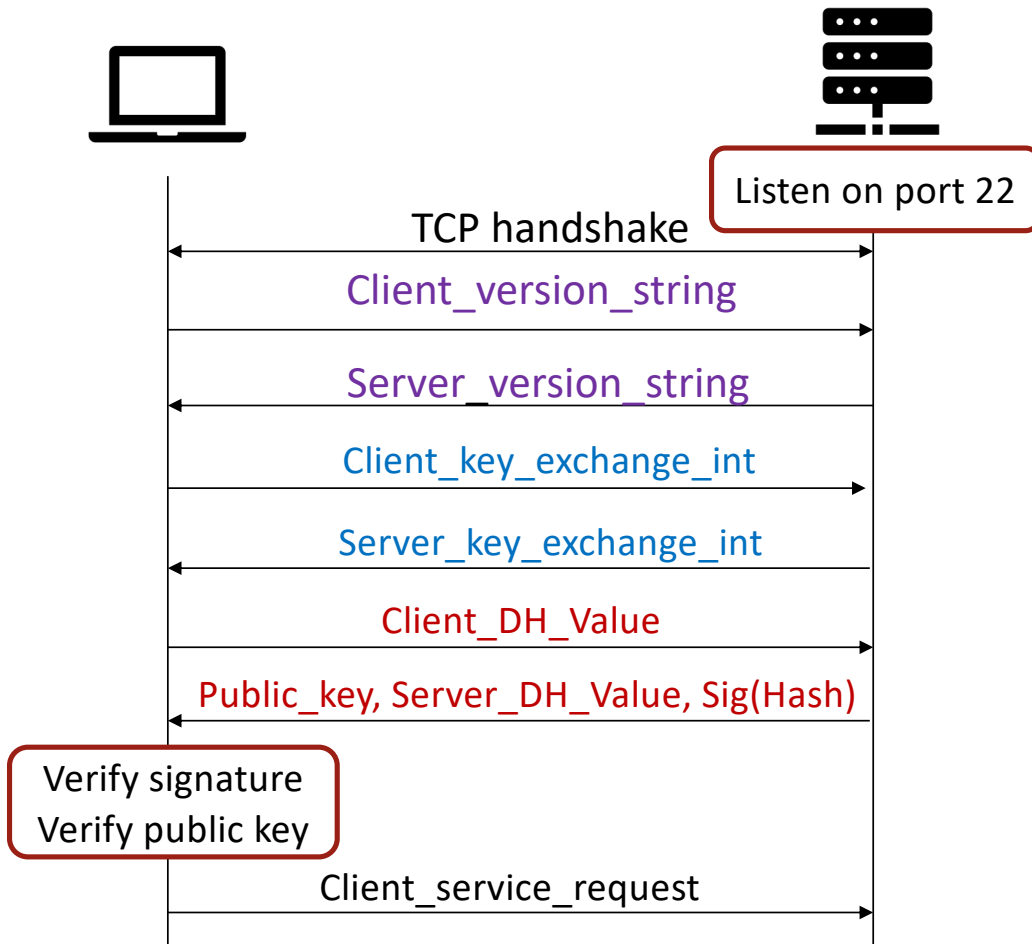 Listen on port 22
TCP handshake
Client_version_string
Server_version_string
Client_key_exchange_int
Server_key_exchange_int
Client_DH_Value
Public_key, Server_DH_Value, Sig(Hash)
Verify signature
Verify public key
Client_service_request